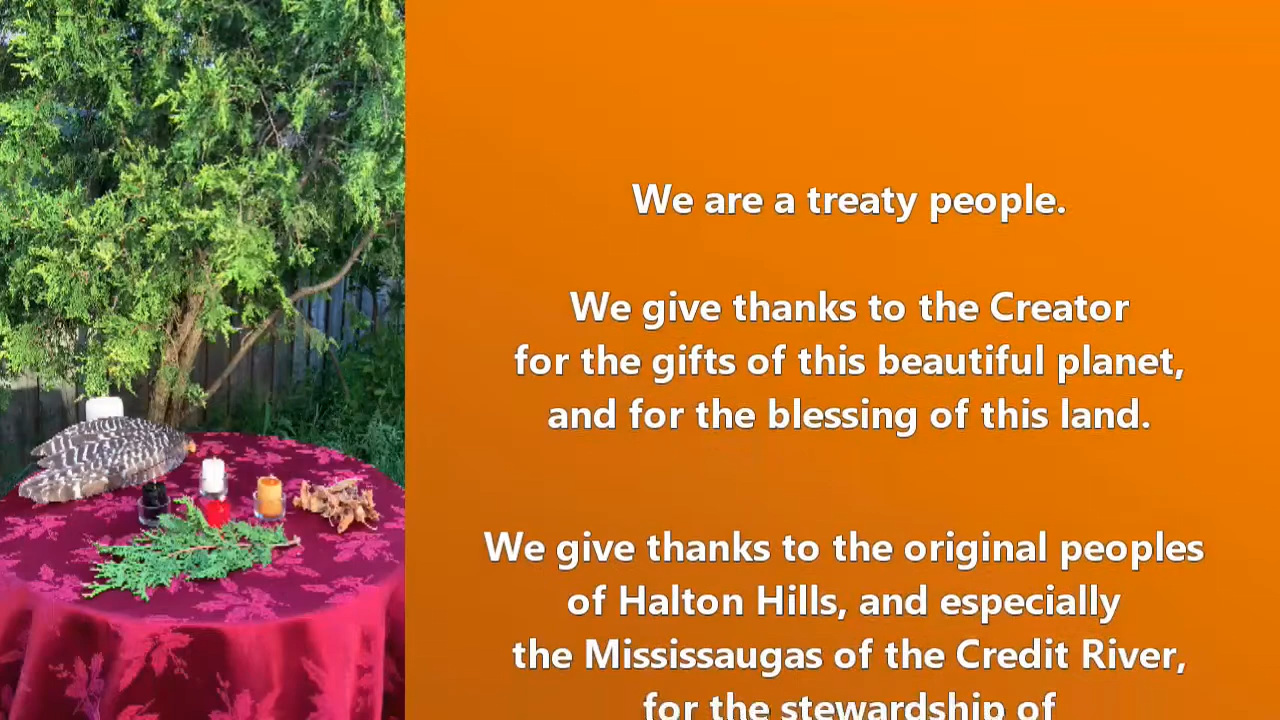 We are a treaty people.
We give thanks to the Creator
for the gifts of this beautiful planet,
and for the blessing of this land.
We give thanks to the original peoples
of Halton Hills, and especially
the Mississaugas of the Credit River,
for the stewardship of